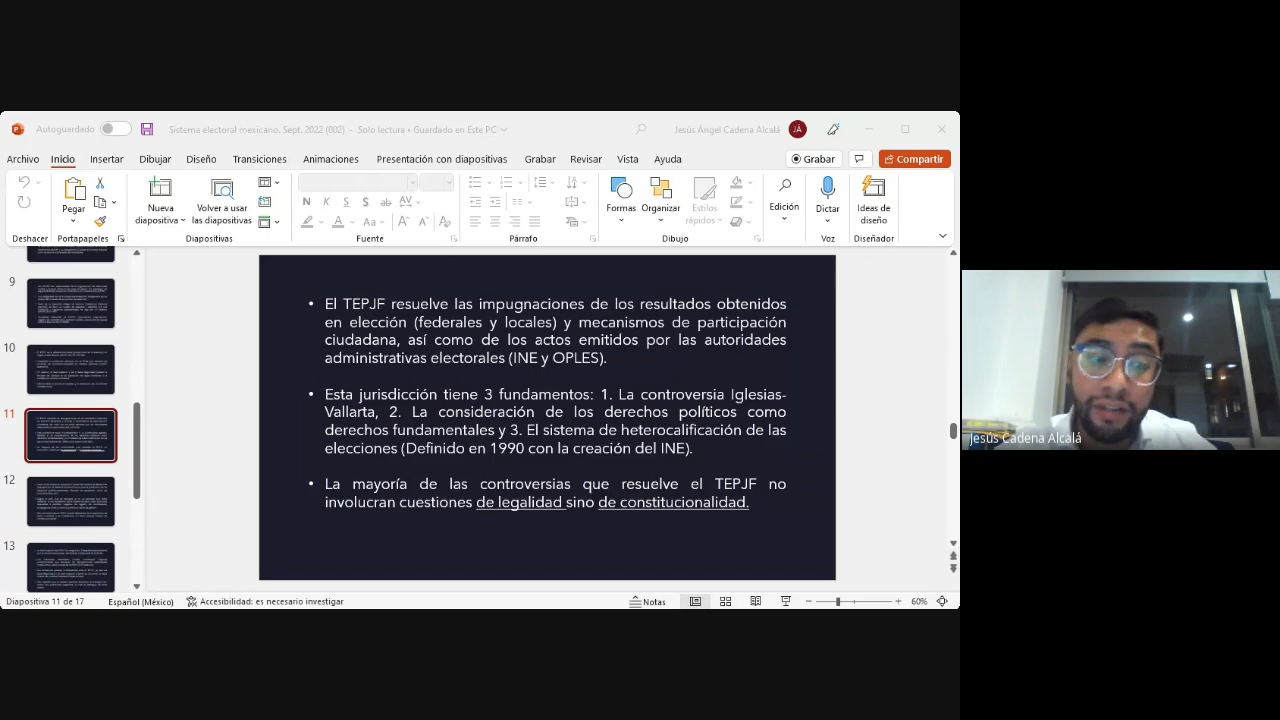 Autoguardado
Sistema electoral mexicano. Sept. 2022 (002) - Solo lectura • Guardado en Este PC
Jesús Ángel Cadena Alcalá
JÁ
Archivo Inicio Insertar Dibujar Diseño Transiciones Animaciones Presentación con diapositivas Grabar Revisar Vista Ayuda
Grabar
Compartir
Pegar
Nueva diapositiva
Volver a usar las diapositivas
Formas
Organizar
Estilos rápidos
Edición
Dictar
Ideas de diseño
Deshacer Portapapeles Diapositivas Fuente Párrafo Dibujo Voz Diseñador
9
10
11
12
13
• El TEPJF resuelve las impugnaciones de los resultados obtenidos
en elección (federales y locales) y mecanismos de participación
ciudadana, así como de los actos emitidos por las autoridades
administrativas electorales (INE y OPLES).
• Esta jurisdicción tiene 3 fundamentos: 1. La controversia Iglesias-
Vallarta, 2. La consideración de los derechos políticos como
derechos fundamentales y 3. El sistema de heterocalificación de las
elecciones (Definido en 1990 con la creación del INE).
• La mayoría de las controversias que resuelve el TEPJF no
involucran cuestiones de legalidad sino de constitucionalidad.
Jesús Cadena Alcalá
Diapositiva 11 de 17
Español (México)
Accesibilidad: es necesario investigar
Notas
60%